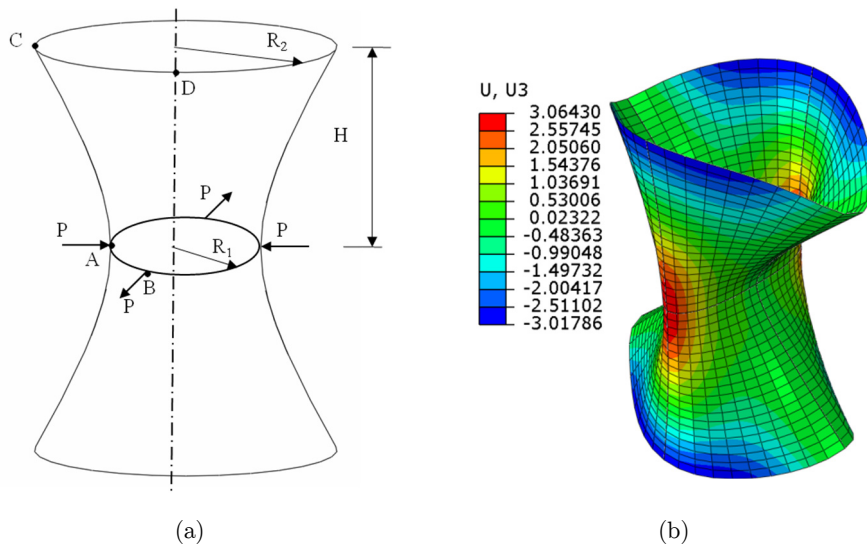 C
R2
D
H
P
P
P
A
R1
B
P
U, U3
3.06430
2.55745
2.05060
1.54376
1.03691
0.53006
0.02322
-0.48363
-0.99048
-1.49732
-2.00417
-2.51102
-3.01786
(a)
(b)